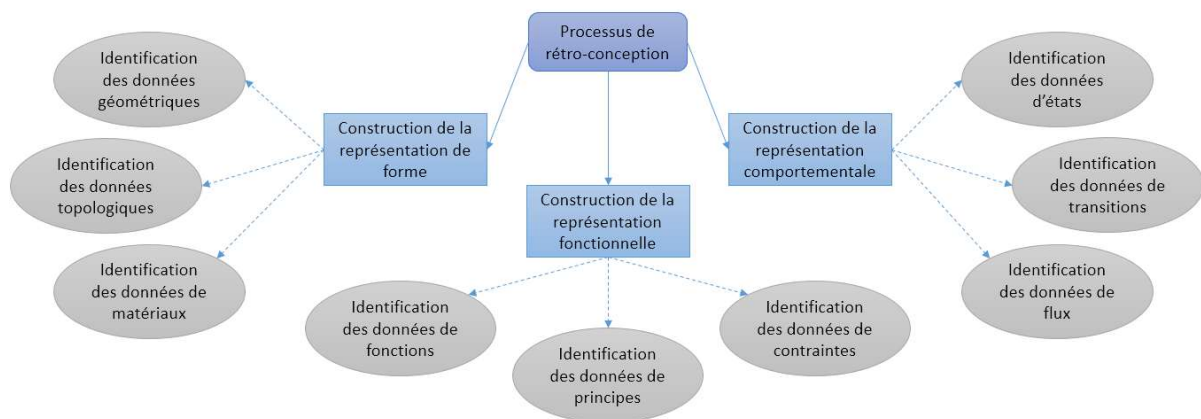 Processus de
rétro-conception
Construction de la
représentation de
forme
Identification
des données
géométriques
Identification
des données
topologiques
Identification
des données de
matériaux
Construction de la
représentation
fonctionnelle
Identification
des données de
fonctions
Identification
des données de
principes
Identification
des données de
contraintes
Construction de la
représentation
comportementale
Identification
des données
d'états
Identification
des données de
transitions
Identification
des données de
flux